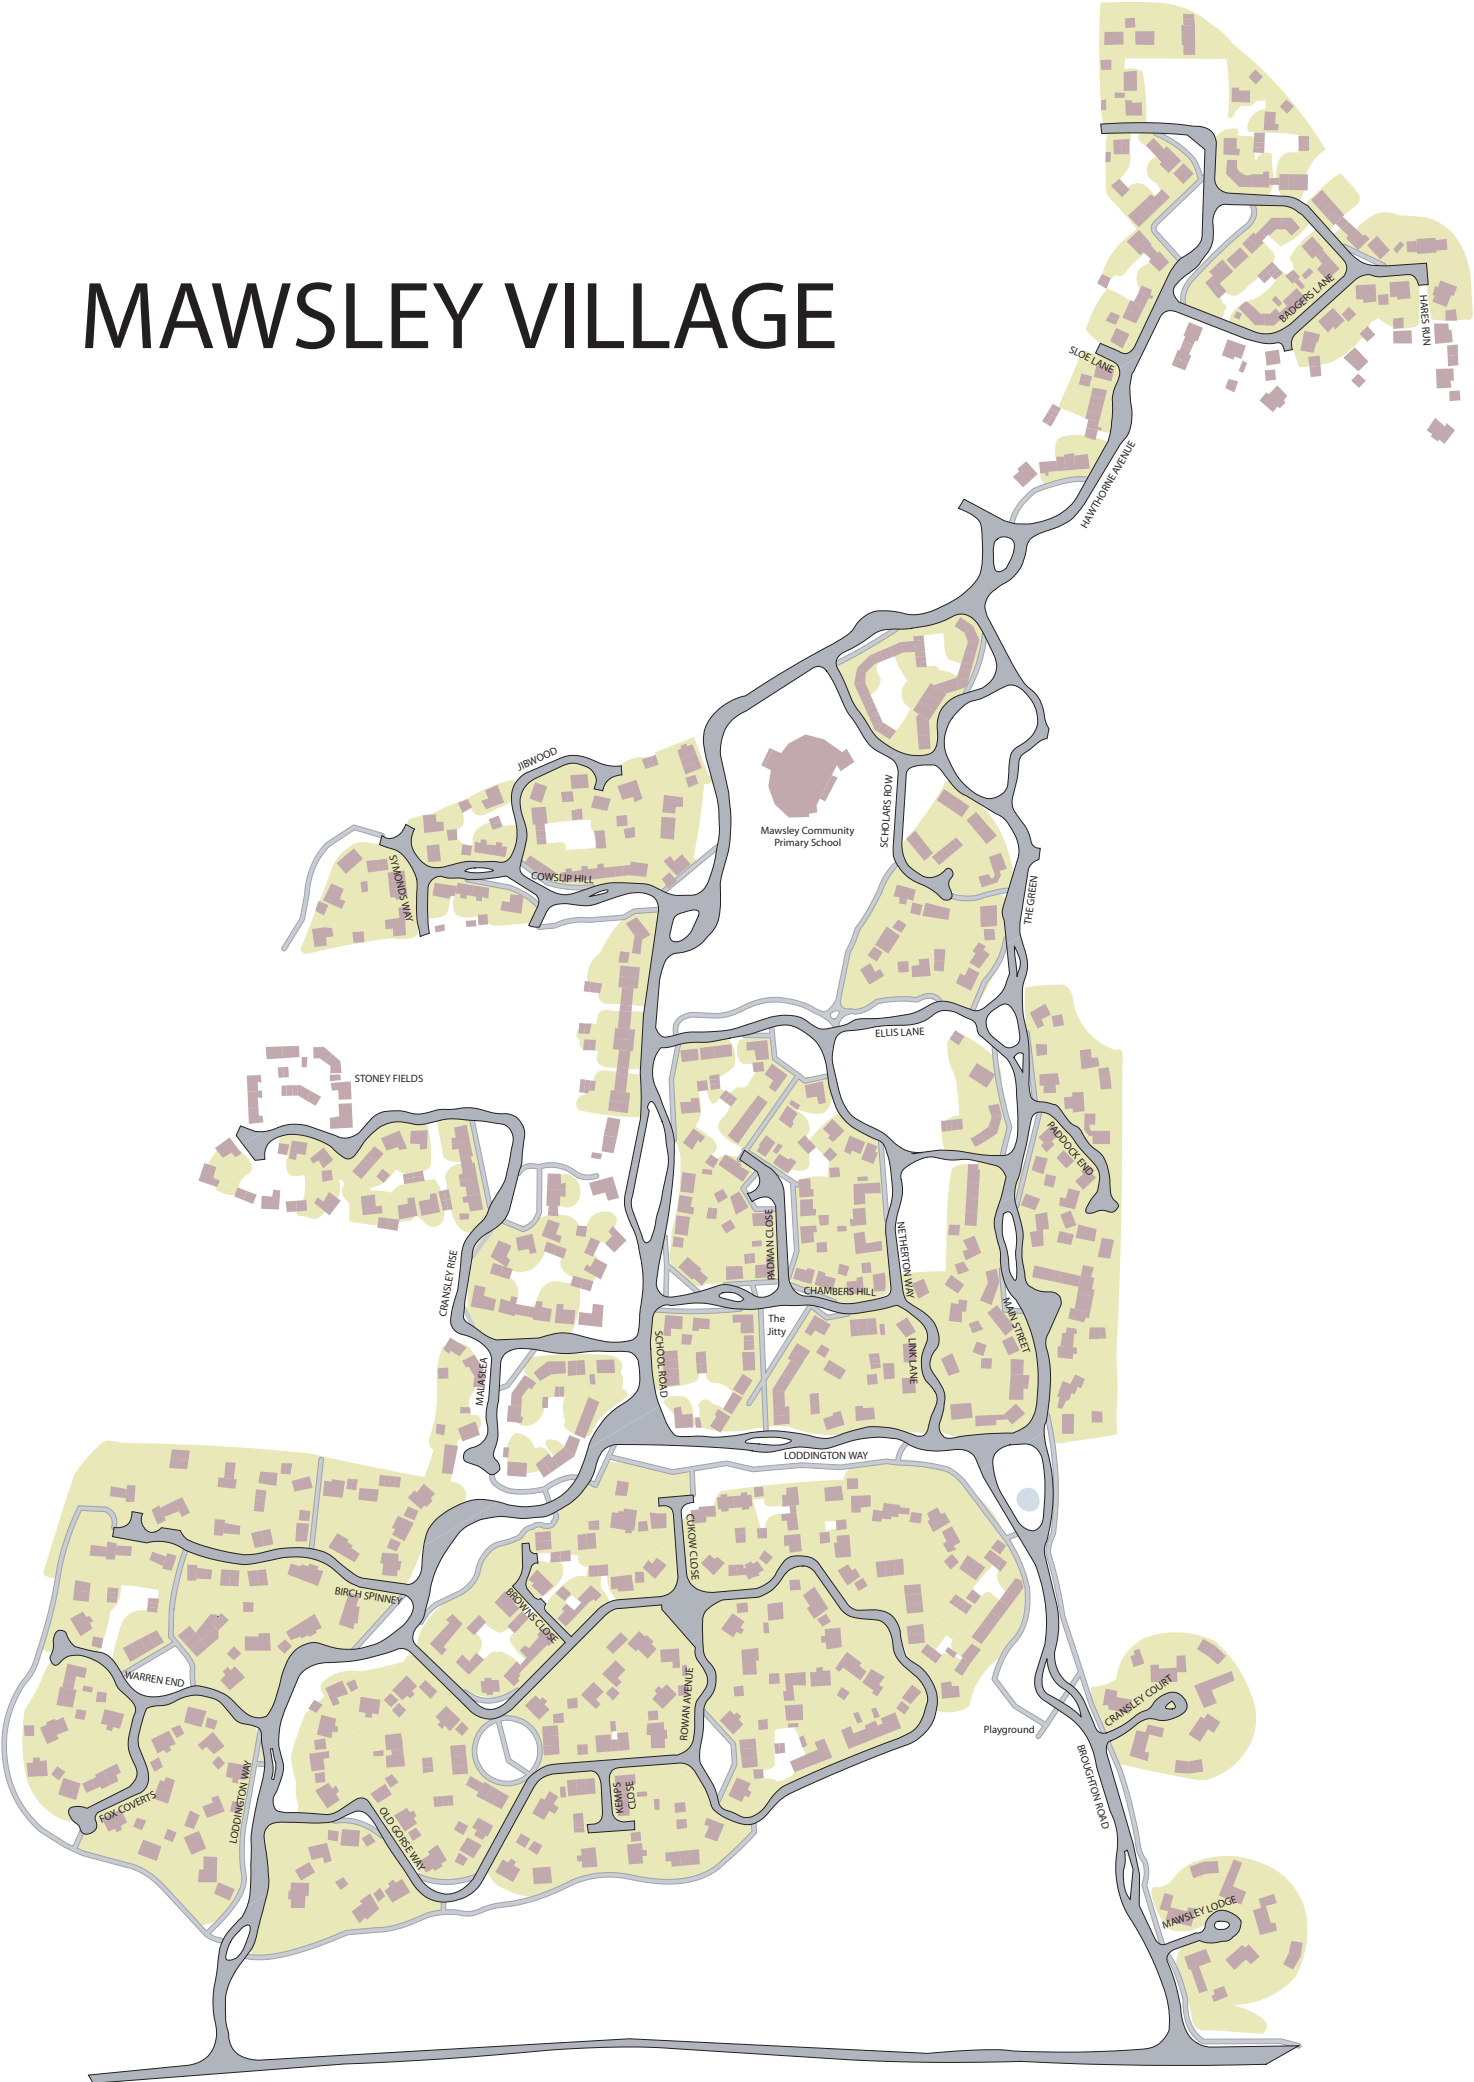 MAWSLEY VILLAGE
BADGERS LANE
HARES RUN
SLOE LANE
HAWTHORNE AVENUE
JIBWOOD
SCHOLARS ROW
Mawsley Community
Primary School
SYMONDS WAY
COWSLIP HILL
THE GREEN
ELLIS LANE
STONEY FIELDS
PADDOCK END
PADMAN CLOSE
NETHERTON WAY
CRANSLEY RISE
CHAMBERS HILL
MAIN STREET
The
Jitty
SCHOOL ROAD
LINK LANE
MALASLEA
LODDINGTON WAY
CUKOW CLOSE
BIRCH SPINNEY
BROWNS CLOSE
WARREN END
ROWAN AVENUE
CRANSLEY COURT
Playground
BROUGHTON ROAD
FOX COVERTS
LODDINGTON WAY
OLD GORSE WAY
KEMPS
CLOSE
MAWSLEY LODGE